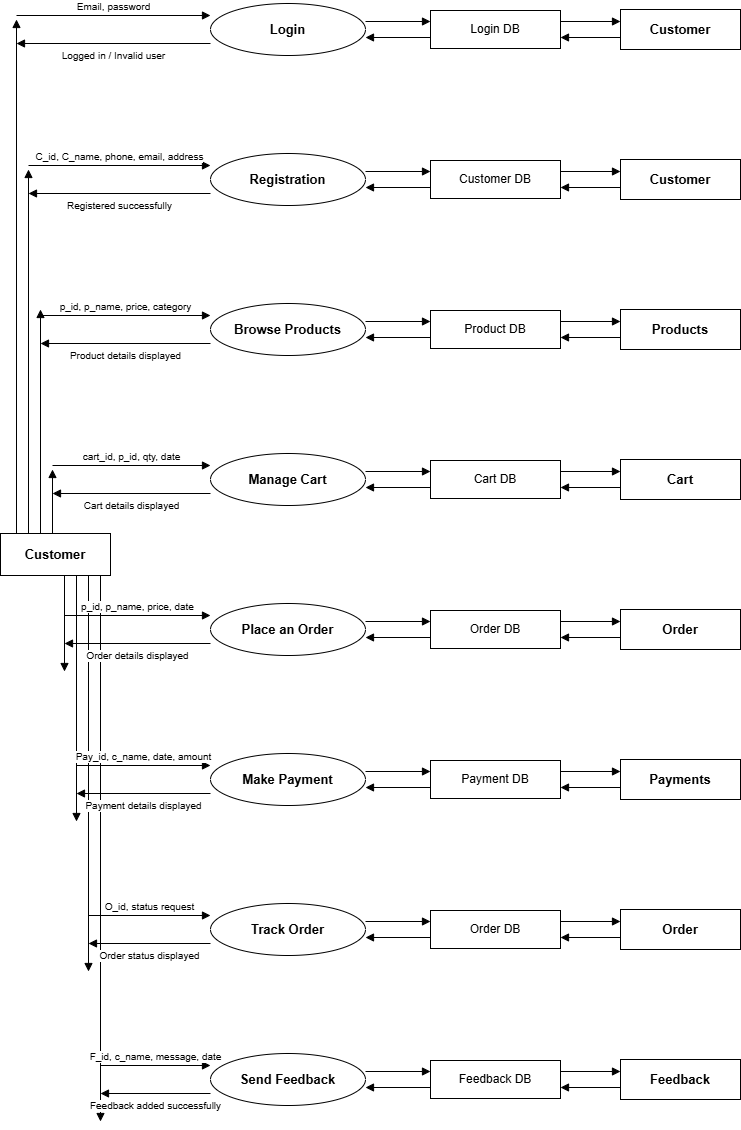 Email, password
Login
Login DB
Customer
Logged in / Invalid user
C_id, C_name, phone, email, address
Registration
Customer DB
Customer
Registered successfully
p_id, p_name, price, category
Browse Products
Product DB
Products
Product details displayed
cart_id, p_id, qty, date
Manage Cart
Cart DB
Cart
Cart details displayed
Customer
p_id, p_name, price, date
Place an Order
Order DB
Order
Order details displayed
Pay_id, c_name, date, amount
Make Payment
Payment DB
Payments
Payment details displayed
O_id, status request
Track Order
Order DB
Order
Order status displayed
F_id, c_name, message, date
Send Feedback
Feedback DB
Feedback
Feedback added successfully